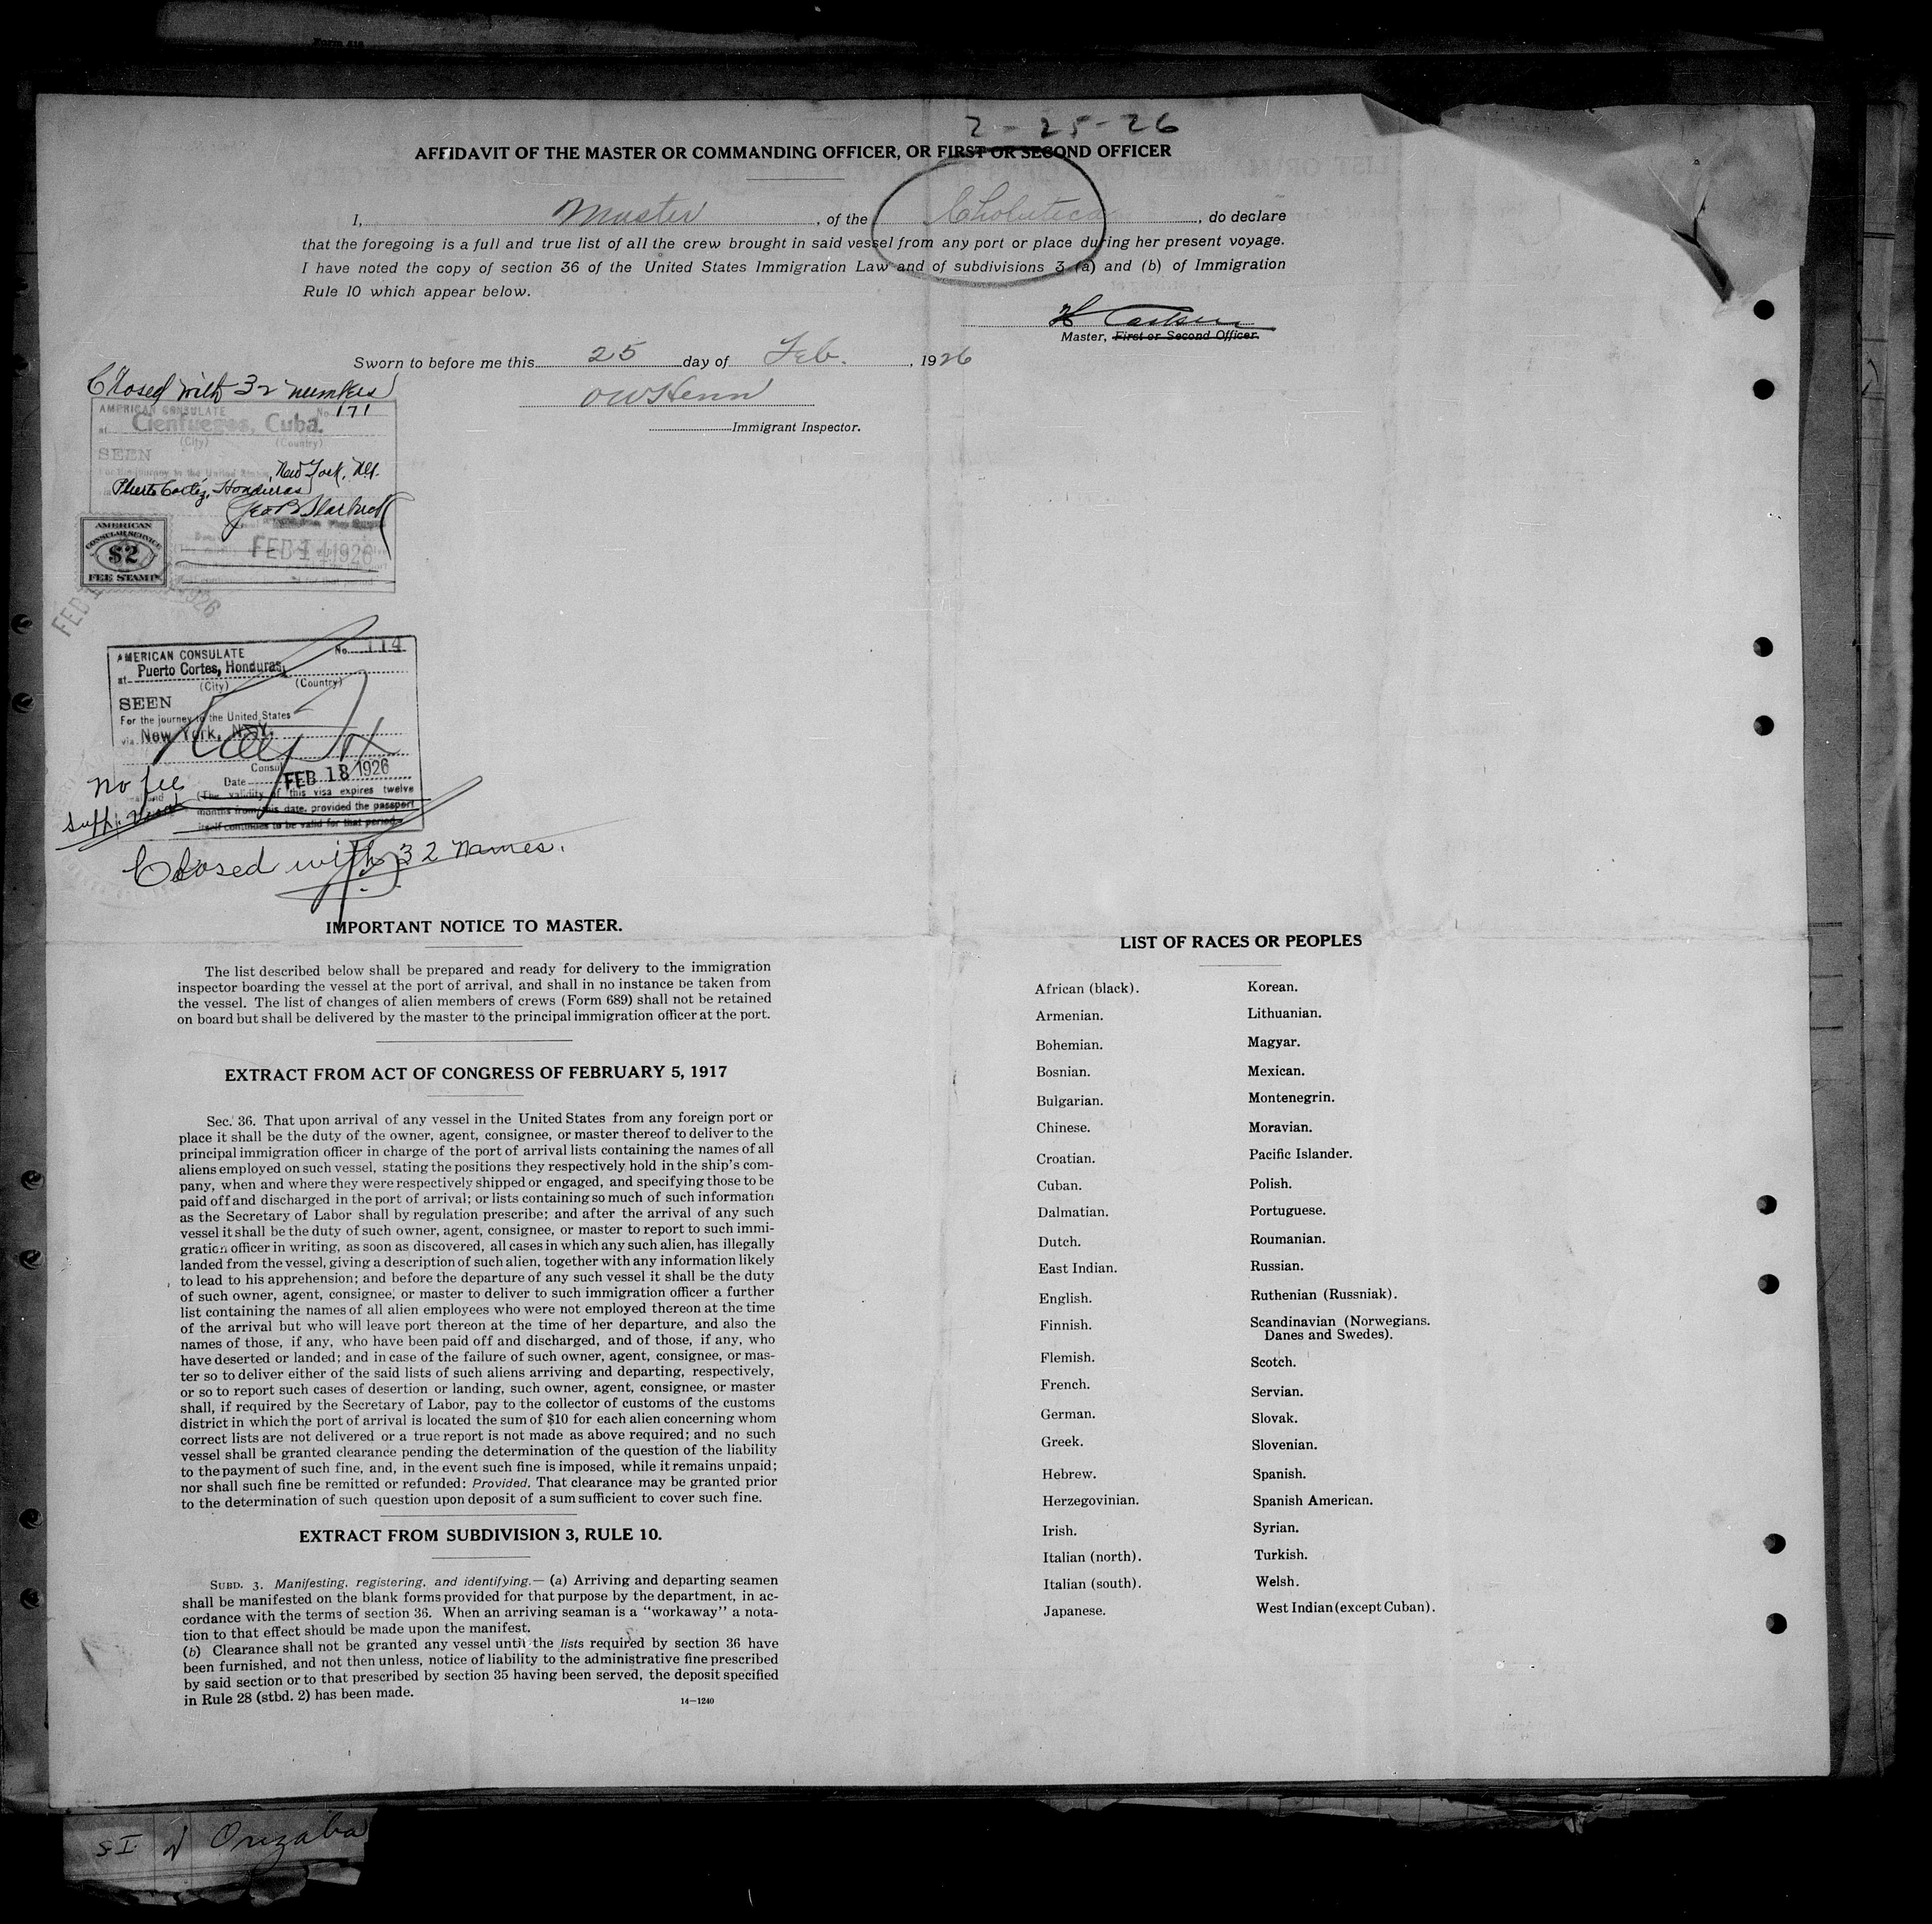 2-25-26
AFFIDAVIT OF THE MASTER OR COMMANDING OFFICER, OR FIRST OR SECOND OFFICER
I, Master, of the Choluteca, do declare
that the foregoing is a full and true list of all the crew brought in said vessel from any port or place during her present voyage.
I have noted the copy of section 36 of the United States Immigration Law and of subdivisions 3 (a) and (b) of Immigration
Rule 10 which appear below.
Master, First or Second Officer.
Sworn to before me this 25 day of Feb., 1926
OWHenn
Immigrant Inspector.
Closed with 32 numbers
AMERICAN CONSULATE No. 171
at Cienfuegos, Cuba.
(City) (Country)
SEEN
For the journey to the United States
New York, N.Y.
Puerto Cortez, Honduras
FEB 14 1926
AMERICAN
CONSULAR SERVICE
$2
FEE STAMP
FEB 1926
AMERICAN CONSULATE No. 114
at Puerto Cortes, Honduras,
(City) (Country)
SEEN
For the journey to the United States
via New York, N.Y.
Consul
Date FEB 18 1926
(The validity of this visa expires twelve
months from this date, provided the passport
itself continues to be valid for that period.
No fee
Closed with 32 names.
IMPORTANT NOTICE TO MASTER.
The list described below shall be prepared and ready for delivery to the immigration
inspector boarding the vessel at the port of arrival, and shall in no instance be taken from
the vessel. The list of changes of alien members of crews (Form 689) shall not be retained
on board but shall be delivered by the master to the principal immigration officer at the port.
EXTRACT FROM ACT OF CONGRESS OF FEBRUARY 5, 1917
Sec. 36. That upon arrival of any vessel in the United States from any foreign port or
place it shall be the duty of the owner, agent, consignee, or master thereof to deliver to the
principal immigration officer in charge of the port of arrival lists containing the names of all
aliens employed on such vessel, stating the positions they respectively hold in the ship's com-
pany, when and where they were respectively shipped or engaged, and specifying those to be
paid off and discharged in the port of arrival; or lists containing so much of such information
as the Secretary of Labor shall by regulation prescribe; and after the arrival of any such
vessel it shall be the duty of such owner, agent, consignee, or master to report to such immi-
gration officer in writing, as soon as discovered, all cases in which any such alien, has illegally
landed from the vessel, giving a description of such alien, together with any information likely
to lead to his apprehension; and before the departure of any such vessel it shall be the duty
of such owner, agent, consignee, or master to deliver to such immigration officer a further
list containing the names of all alien employees who were not employed thereon at the time
of the arrival but who will leave port thereon at the time of her departure, and also the
names of those, if any, who have been paid off and discharged, and of those, if any, who
have deserted or landed; and in case of the failure of such owner, agent, consignee, or mas-
ter so to deliver either of the said lists of such aliens arriving and departing, respectively,
or so to report such cases of desertion or landing, such owner, agent, consignee, or master
shall, if required by the Secretary of Labor, pay to the collector of customs of the customs
district in which the port of arrival is located the sum of $10 for each alien concerning whom
correct lists are not delivered or a true report is not made as above required; and no such
vessel shall be granted clearance pending the determination of the question of the liability
to the payment of such fine, and, in the event such fine is imposed, while it remains unpaid;
nor shall such fine be remitted or refunded: Provided, That clearance may be granted prior
to the determination of such question upon deposit of a sum sufficient to cover such fine.
EXTRACT FROM SUBDIVISION 3, RULE 10.
SUBD. 3. Manifesting, registering, and identifying.— (a) Arriving and departing seamen
shall be manifested on the blank forms provided for that purpose by the department, in ac-
cordance with the terms of section 36. When an arriving seaman is a "workaway" a nota-
tion to that effect should be made upon the manifest.
(b) Clearance shall not be granted any vessel until the lists required by section 36 have
been furnished, and not then unless, notice of liability to the administrative fine prescribed
by said section or to that prescribed by section 35 having been served, the deposit specified
in Rule 28 (stbd. 2) has been made.
14—1240
LIST OF RACES OR PEOPLES
African (black).
Armenian.
Bohemian.
Bosnian.
Bulgarian.
Chinese.
Croatian.
Cuban.
Dalmatian.
Dutch.
East Indian.
English.
Finnish.
Flemish.
French.
German.
Greek.
Hebrew.
Herzegovinian.
Irish.
Italian (north).
Italian (south).
Japanese.
Korean.
Lithuanian.
Magyar.
Mexican.
Montenegrin.
Moravian.
Pacific Islander.
Polish.
Portuguese.
Roumanian.
Russian.
Ruthenian (Russniak).
Scandinavian (Norwegians.
Danes and Swedes).
Scotch.
Servian.
Slovak.
Slovenian.
Spanish.
Spanish American.
Syrian.
Turkish.
Welsh.
West Indian (except Cuban).
S.I. of Orizaba